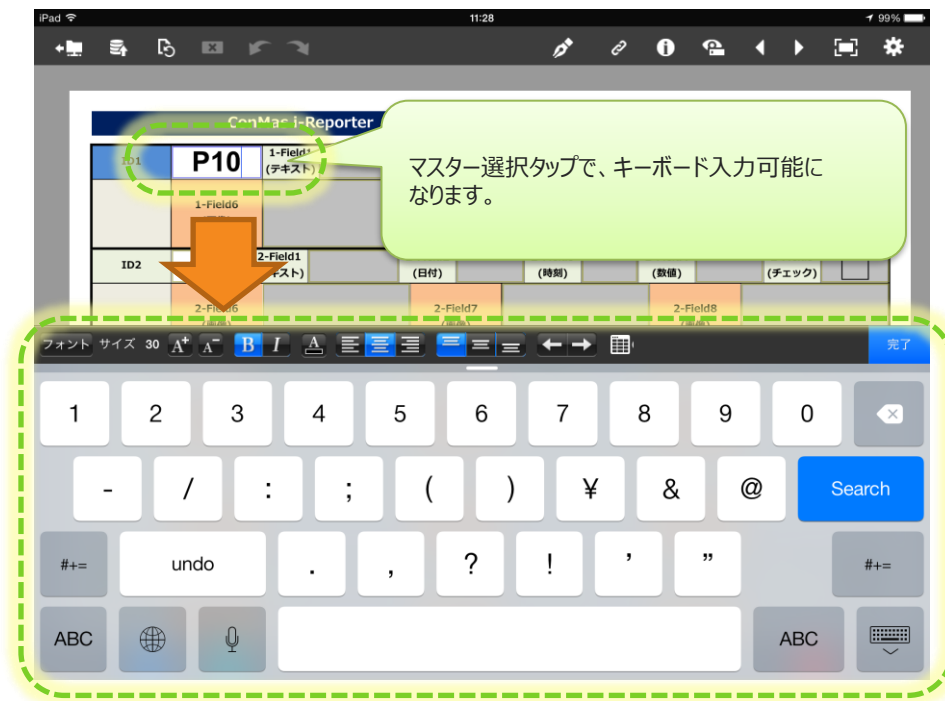 iPad 11:28 99%
ConMas i-Reporter
マスター選択タップで、キーボード入力可能に
なります。
ID1 P10 1-Field1
(テキスト)
1-Field6
ID2 2-Field1
(日付) (時刻) (数値) (チェック)
2-Field6 2-Field7 2-Field8
フォント サイズ 30 A+ A- B I A 完了
1 2 3 4 5 6 7 8 9 0
- / : ; ( ) ¥ & @ Search
#+= undo . , ? ! ’ ” #+=
ABC ABC